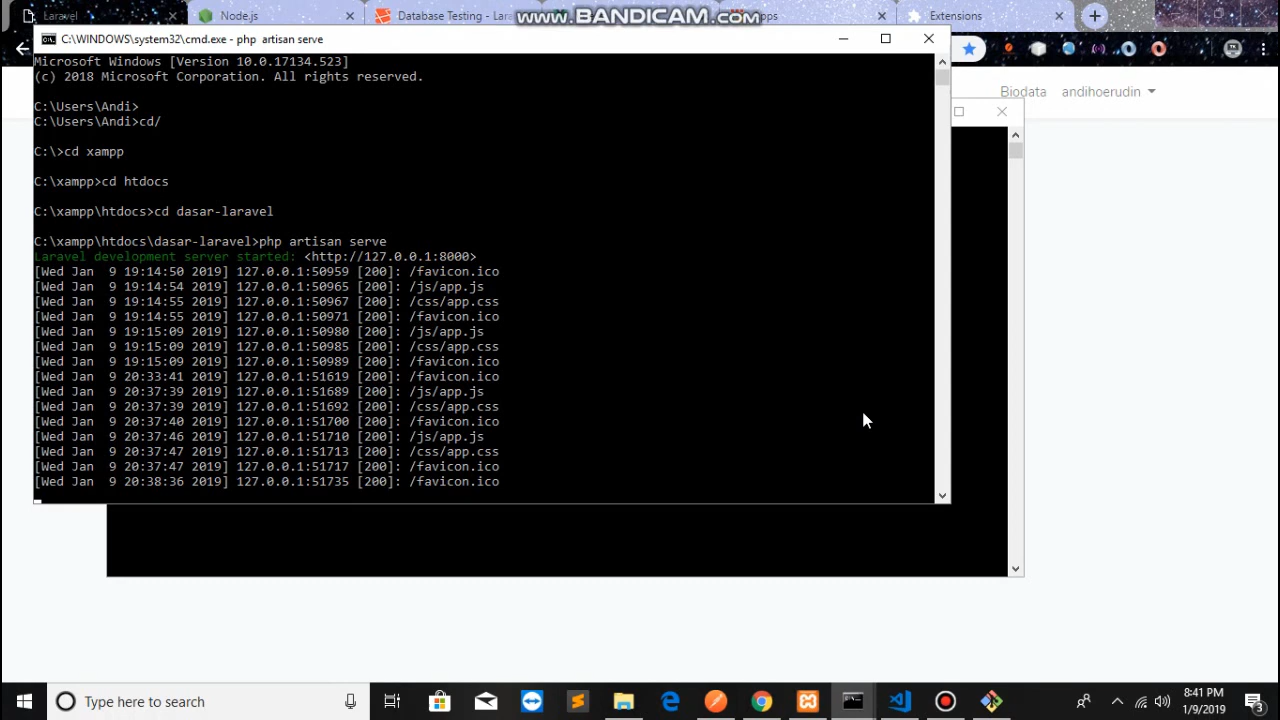 Laravel
Node.js
Database Testing - Lara
www.BANDICAM.com
Apps
Extensions
C:\WINDOWS\system32\cmd.exe - php  artisan serve
Microsoft Windows [Version 10.0.17134.523]
(c) 2018 Microsoft Corporation. All rights reserved.
C:\Users\Andi>
C:\Users\Andi>cd/
C:\>cd xampp
C:\xampp>cd htdocs
C:\xampp\htdocs>cd dasar-laravel
C:\xampp\htdocs\dasar-laravel>php artisan serve
Laravel development server started: <http://127.0.0.1:8000>
[Wed Jan  9 19:14:50 2019] 127.0.0.1:50959 [200]: /favicon.ico
[Wed Jan  9 19:14:54 2019] 127.0.0.1:50965 [200]: /js/app.js
[Wed Jan  9 19:14:55 2019] 127.0.0.1:50967 [200]: /css/app.css
[Wed Jan  9 19:14:55 2019] 127.0.0.1:50971 [200]: /favicon.ico
[Wed Jan  9 19:15:09 2019] 127.0.0.1:50980 [200]: /js/app.js
[Wed Jan  9 19:15:09 2019] 127.0.0.1:50985 [200]: /css/app.css
[Wed Jan  9 19:15:09 2019] 127.0.0.1:50989 [200]: /favicon.ico
[Wed Jan  9 20:33:41 2019] 127.0.0.1:51619 [200]: /favicon.ico
[Wed Jan  9 20:37:39 2019] 127.0.0.1:51689 [200]: /js/app.js
[Wed Jan  9 20:37:39 2019] 127.0.0.1:51692 [200]: /css/app.css
[Wed Jan  9 20:37:40 2019] 127.0.0.1:51700 [200]: /favicon.ico
[Wed Jan  9 20:37:46 2019] 127.0.0.1:51710 [200]: /js/app.js
[Wed Jan  9 20:37:47 2019] 127.0.0.1:51713 [200]: /css/app.css
[Wed Jan  9 20:37:47 2019] 127.0.0.1:51717 [200]: /favicon.ico
[Wed Jan  9 20:38:36 2019] 127.0.0.1:51735 [200]: /favicon.ico
Biodata andihoerudin
Type here to search
8:41 PM
1/9/2019
3